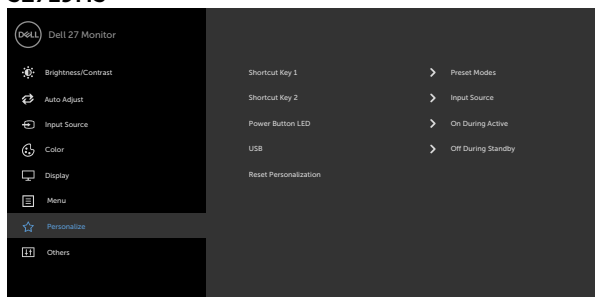 DELL Dell 27 Monitor
Brightness/Contrast Shortcut Key 1 Preset Modes
Auto Adjust Shortcut Key 2 Input Source
Input Source Power Button LED On During Active
Color USB Off During Standby
Display Reset Personalization
Menu
Personalize
Others